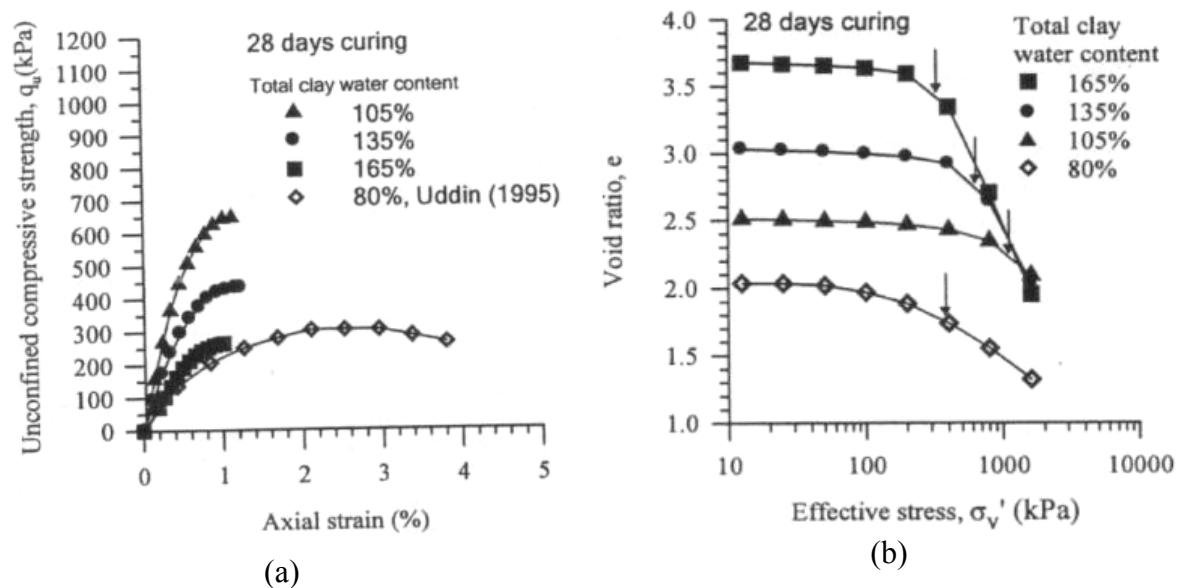 28 days curing
Total clay water content
105%
135%
165%
80%, Uddin (1995)
1200
1100
1000
900
800
700
600
500
400
300
200
100
0
Unconfined compressive strength, qᵤ(kPa)
0 1 2 3 4 5
Axial strain (%)
(a)
28 days curing
Total clay
water content
165%
135%
105%
80%
4.0
3.5
3.0
2.5
2.0
1.5
1.0
Void ratio, e
10 100 1000 10000
Effective stress, σᵥ' (kPa)
(b)